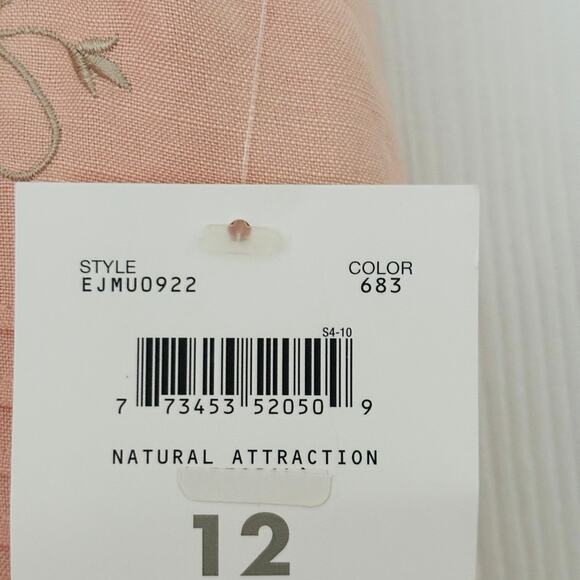 STYLE COLOR
EJMU0922 683
S4-10
7 73453 52050 9
NATURAL ATTRACTION
12